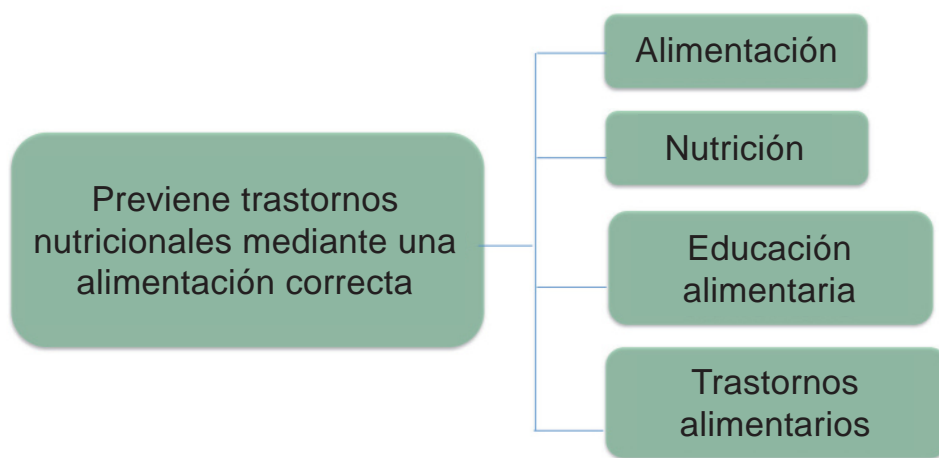 Previene trastornos
nutricionales mediante una
alimentación correcta
Alimentación
Nutrición
Educación
alimentaria
Trastornos
alimentarios